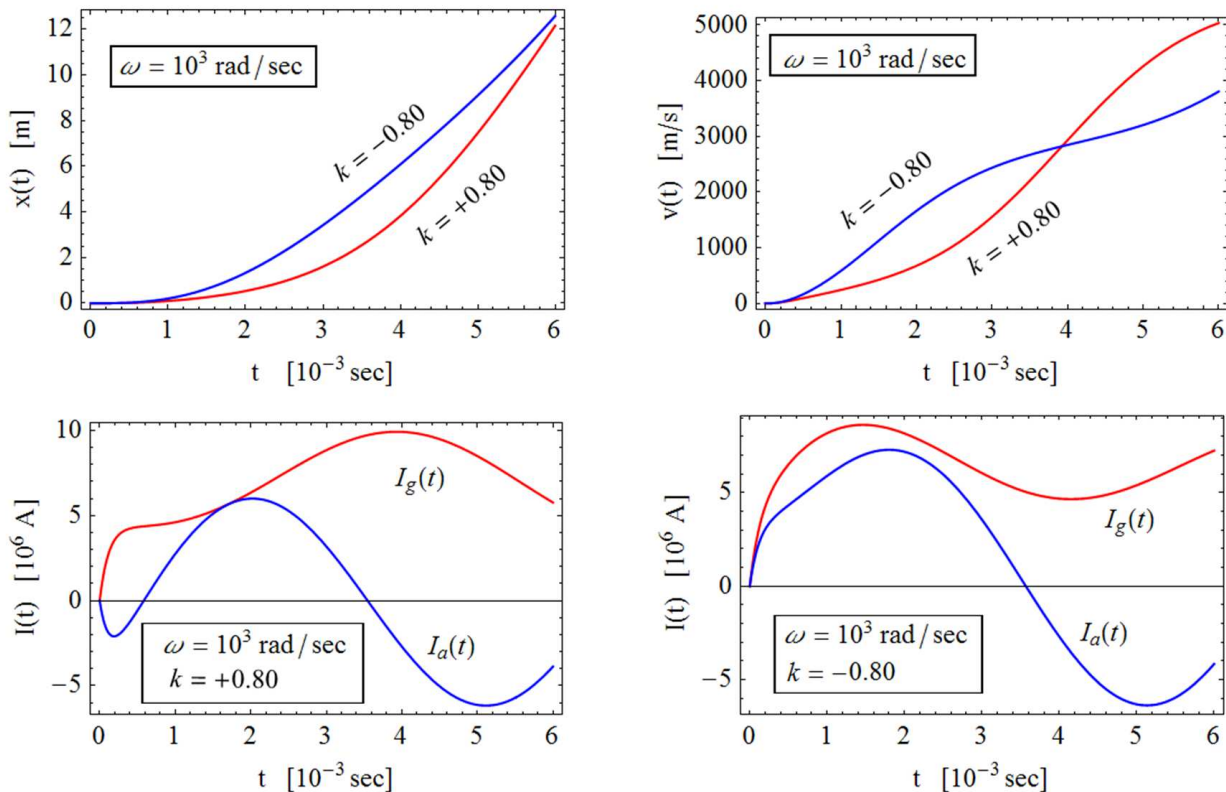 12
10
8
6
4
2
0
x(t) [m]
ω = 10³ rad/sec
k = −0.80
k = +0.80
0 1 2 3 4 5 6
t [10⁻³ sec]
5000
4000
3000
2000
1000
0
v(t) [m/s]
ω = 10³ rad/sec
k = −0.80
k = +0.80
0 1 2 3 4 5 6
t [10⁻³ sec]
10
5
0
−5
I(t) [10⁶ A]
I_g(t)
I_a(t)
ω = 10³ rad/sec
k = +0.80
0 1 2 3 4 5 6
t [10⁻³ sec]
5
0
−5
I(t) [10⁶ A]
I_g(t)
I_a(t)
ω = 10³ rad/sec
k = −0.80
0 1 2 3 4 5 6
t [10⁻³ sec]